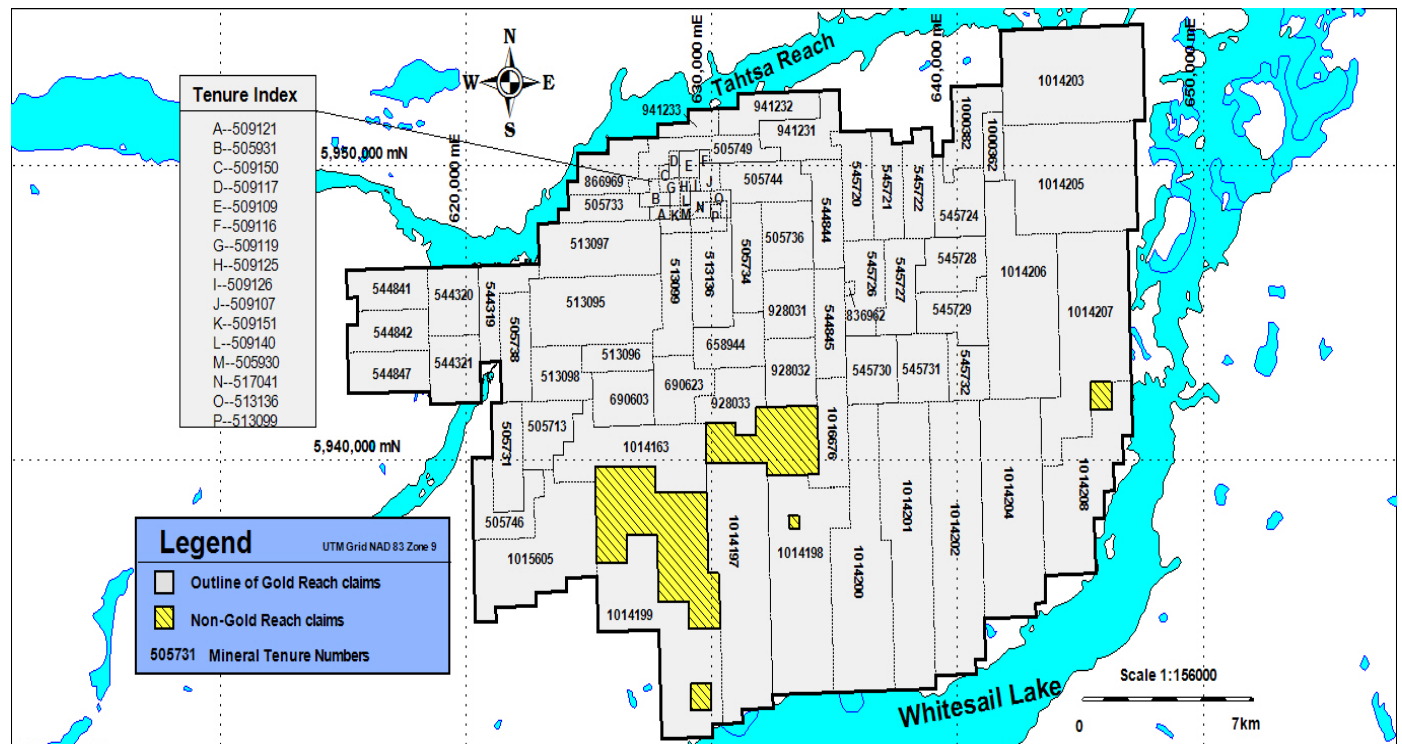 N
W
E
S
Tahtsa Reach
620,000 mE
630,000 mE
640,000 mE
650,000 mE
5,950,000 mN
5,940,000 mN
Tenure Index
A--509121
B--505931
C--509150
D--509117
E--509109
F--509116
G--509119
H--509125
I--509126
J--509107
K--509151
L--509140
M--505930
N--517041
O--513136
P--513099
941233
941232
941231
505749
1000382
1000362
1014203
866969
505733
D
E
F
C
G
H
I
J
B
L
A
K
M
N
O
P
505744
544844
545720
545721
545722
545724
1014205
513097
513099
513136
505734
505736
545726
545727
545728
1014206
544841
544320
544319
505738
513095
928031
544845
836962
545729
1014207
544842
544847
544321
513096
513098
658944
690603
690623
928033
928032
545730
545731
545732
505731
505713
1014163
1016676
505746
1015605
1014197
1014198
1014199
1014200
1014201
1014202
1014204
1014208
Legend
UTM Grid NAD 83 Zone 9
Outline of Gold Reach claims
Non-Gold Reach claims
505731 Mineral Tenure Numbers
Whitesail Lake
Scale 1:156000
0 7km